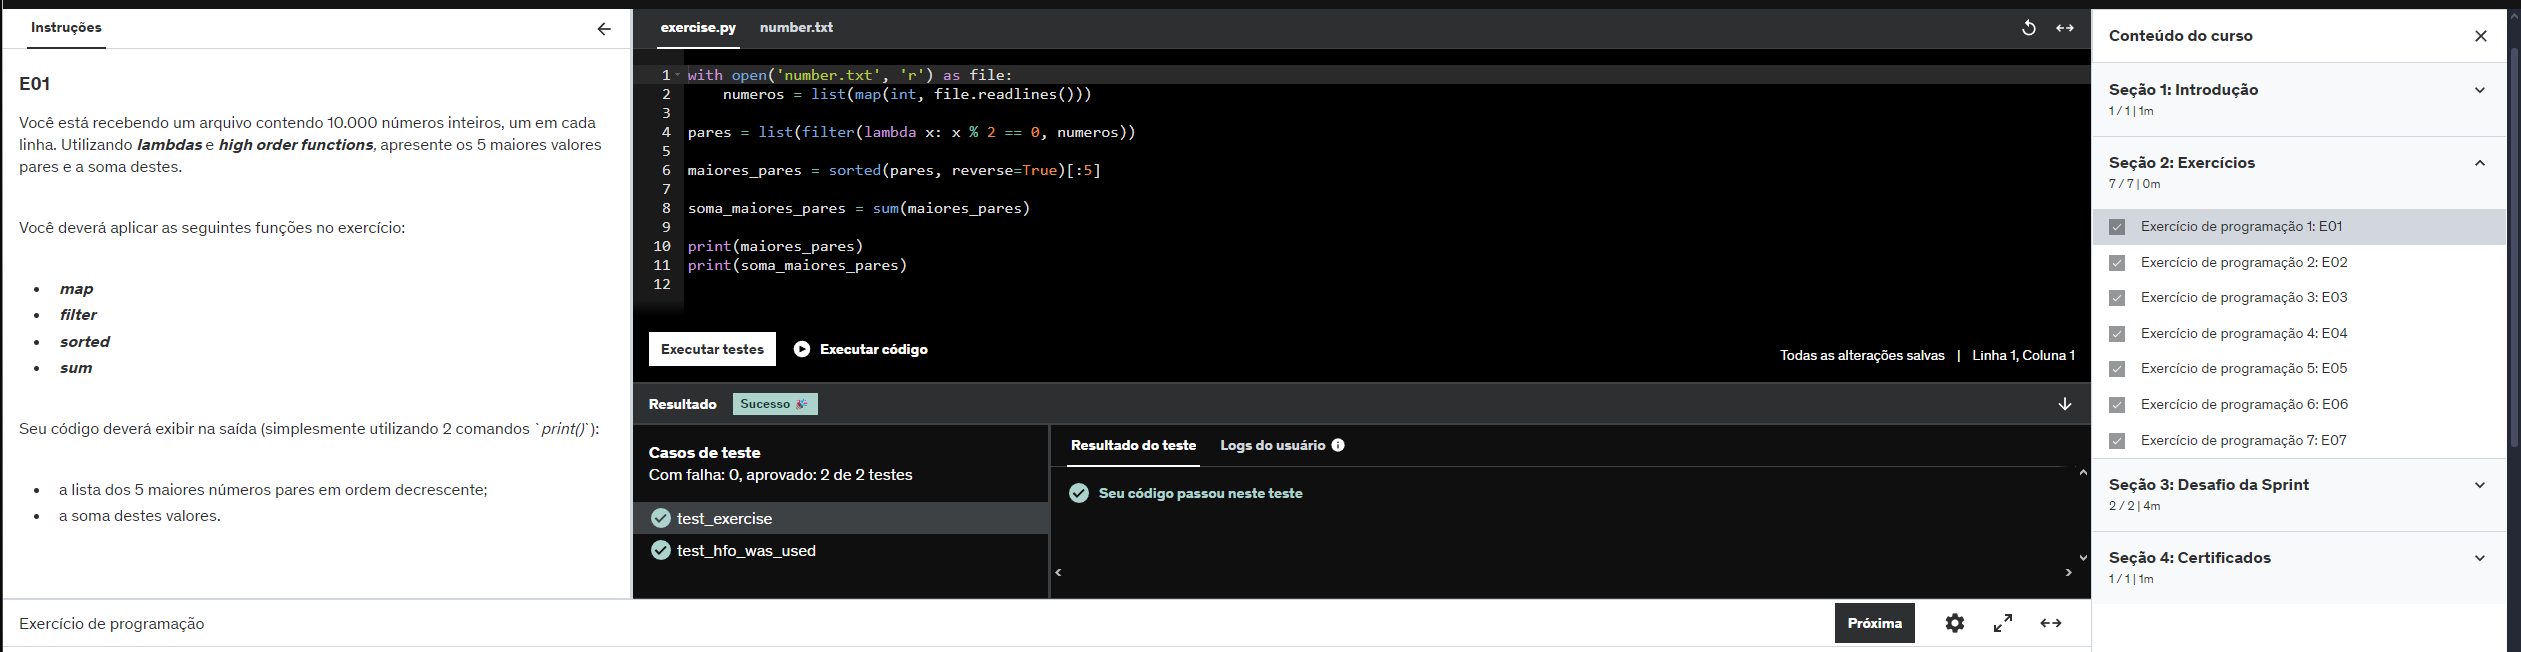 Instruções
E01
Você está recebendo um arquivo contendo 10.000 números inteiros, um em cada
linha. Utilizando lambdas e high order functions, apresente os 5 maiores valores
pares e a soma destes.
Você deverá aplicar as seguintes funções no exercício:
map
filter
sorted
sum
Seu código deverá exibir na saída (simplesmente utilizando 2 comandos `print()`):
a lista dos 5 maiores números pares em ordem decrescente;
a soma destes valores.
exercise.py number.txt
1 with open('number.txt', 'r') as file:
2     numeros = list(map(int, file.readlines()))
3
4 pares = list(filter(lambda x: x % 2 == 0, numeros))
5
6 maiores_pares = sorted(pares, reverse=True)[:5]
7
8 soma_maiores_pares = sum(maiores_pares)
9
10 print(maiores_pares)
11 print(soma_maiores_pares)
12
Executar testes Executar código
Todas as alterações salvas | Linha 1, Coluna 1
Resultado Sucesso
Casos de teste
Com falha: 0, aprovado: 2 de 2 testes
test_exercise
test_hfo_was_used
Resultado do teste Logs do usuário
Seu código passou neste teste
Exercício de programação
Próxima
Conteúdo do curso
Seção 1: Introdução
1 / 1 | 1m
Seção 2: Exercícios
7 / 7 | 0m
Exercício de programação 1: E01
Exercício de programação 2: E02
Exercício de programação 3: E03
Exercício de programação 4: E04
Exercício de programação 5: E05
Exercício de programação 6: E06
Exercício de programação 7: E07
Seção 3: Desafio da Sprint
2 / 2 | 4m
Seção 4: Certificados
1 / 1 | 1m